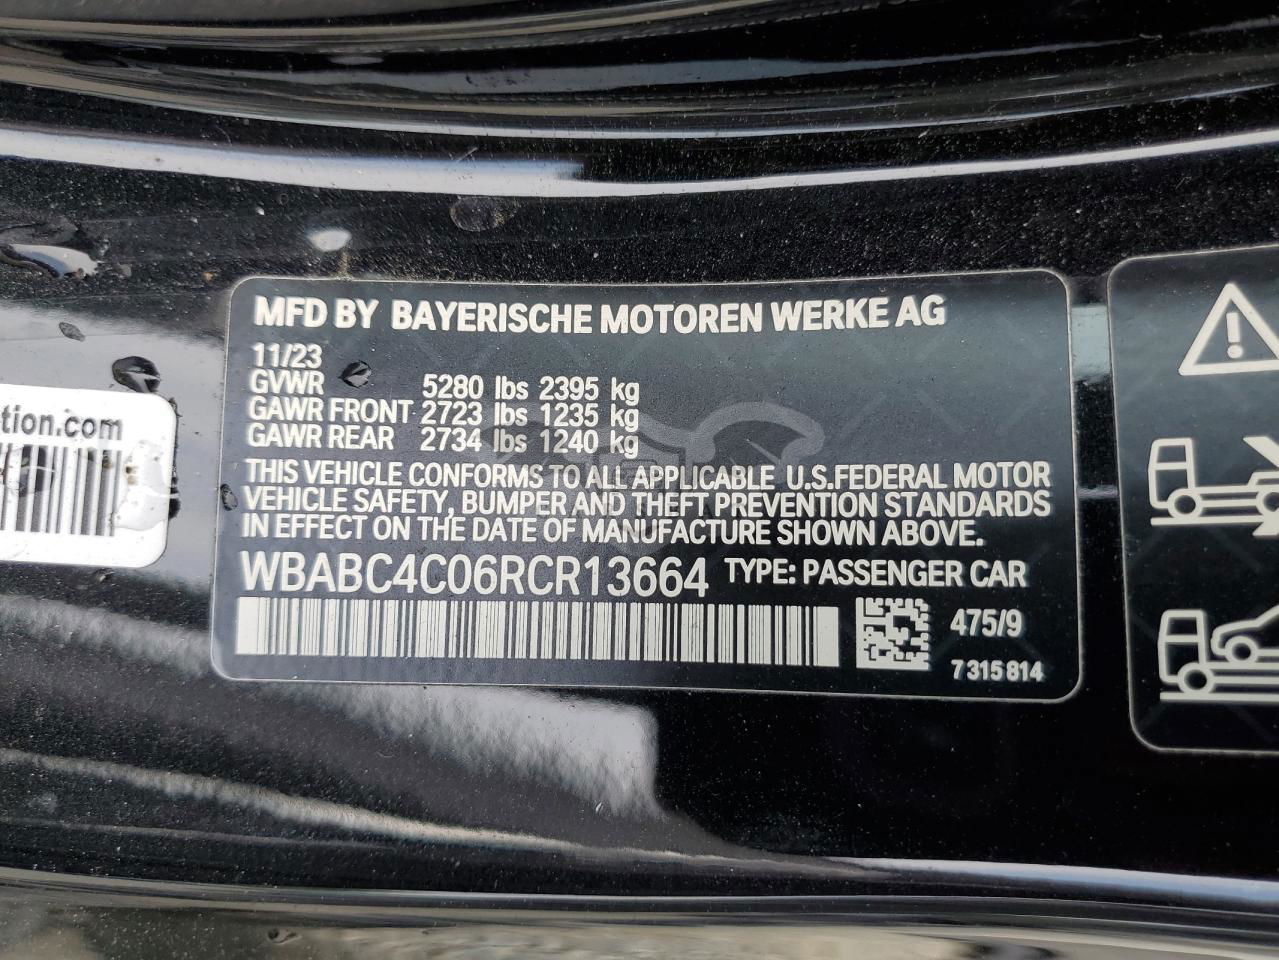 MFD BY BAYERISCHE MOTOREN WERKE AG
11/23
GVWR 5280 lbs 2395 kg
GAWR FRONT 2723 lbs 1235 kg
GAWR REAR 2734 lbs 1240 kg
THIS VEHICLE CONFORMS TO ALL APPLICABLE U.S.FEDERAL MOTOR
VEHICLE SAFETY, BUMPER AND THEFT PREVENTION STANDARDS
IN EFFECT ON THE DATE OF MANUFACTURE SHOWN ABOVE.
WBABC4C06RCR13664 TYPE: PASSENGER CAR
475/9
7315814
tion.com